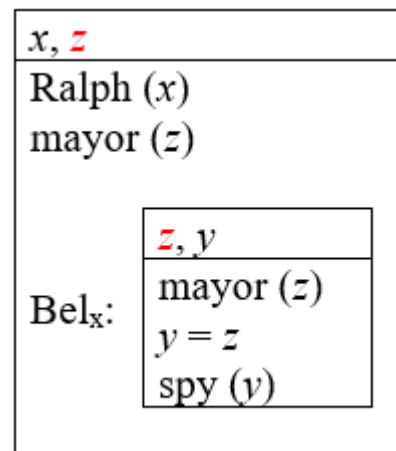 x, z
Ralph (x)
mayor (z)
z, y
mayor (z)
Belₓ: y = z
spy (y)